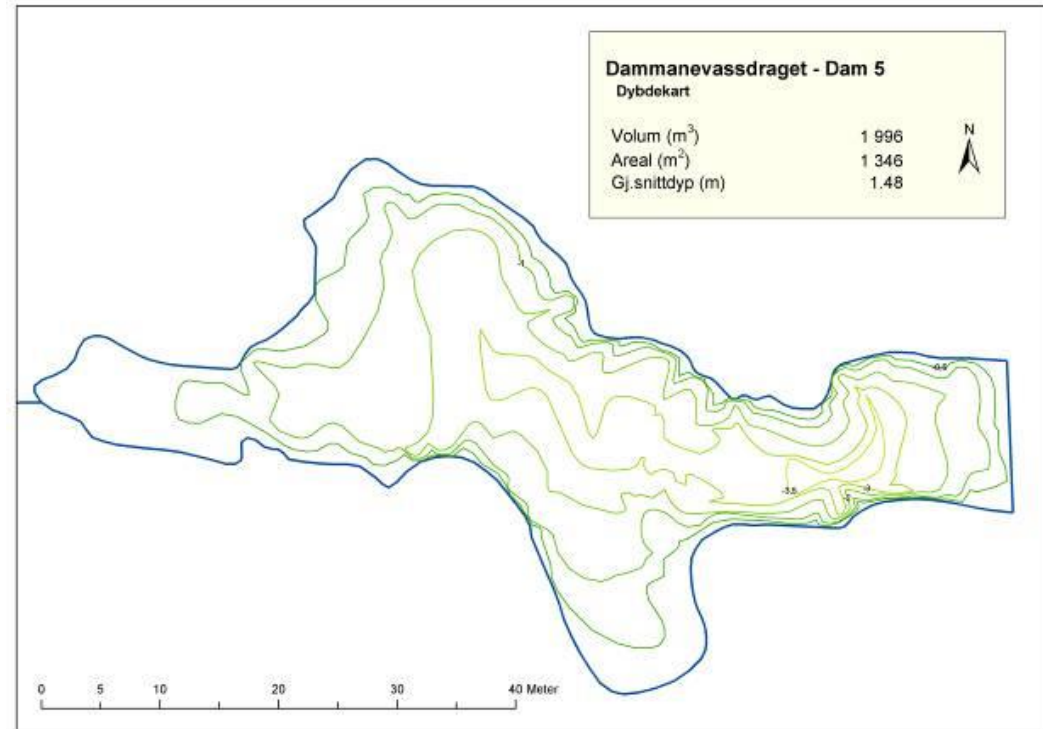 Dammanevassdraget - Dam 5
Dybdekart
Volum (m³) 1 996
Areal (m²) 1 346
Gj.snittdyp (m) 1.48
N
-1
-0.5
-3.5
-3
-2
0 5 10 20 30 40 Meter